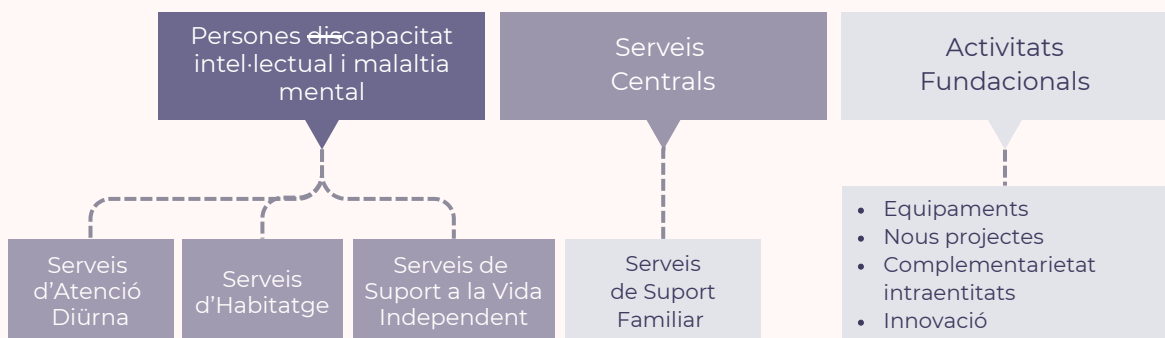 Persones discapacitat
intel·lectual i malaltia
mental
Serveis
Centrals
Activitats
Fundacionals
Serveis
d'Atenció
Diürna
Serveis
d'Habitatge
Serveis de
Suport a la Vida
Independent
Serveis
de Suport
Familiar
• Equipaments
• Nous projectes
• Complementarietat
intraentitats
• Innovació